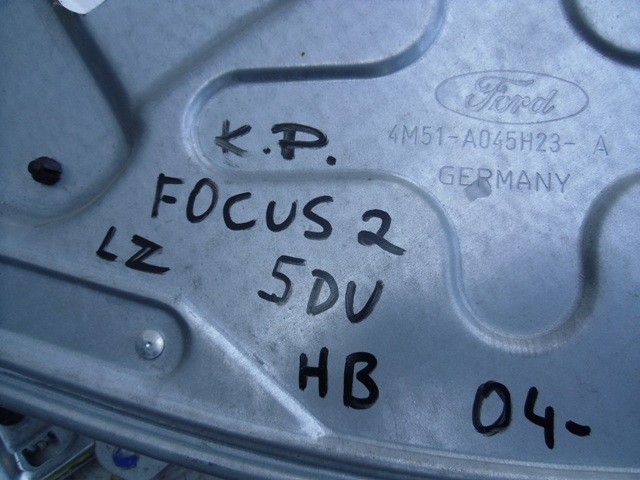 Ford
4M51-A045H23- A
GERMANY
K.P.
FOCUS 2
LZ
5DV
HB
04-